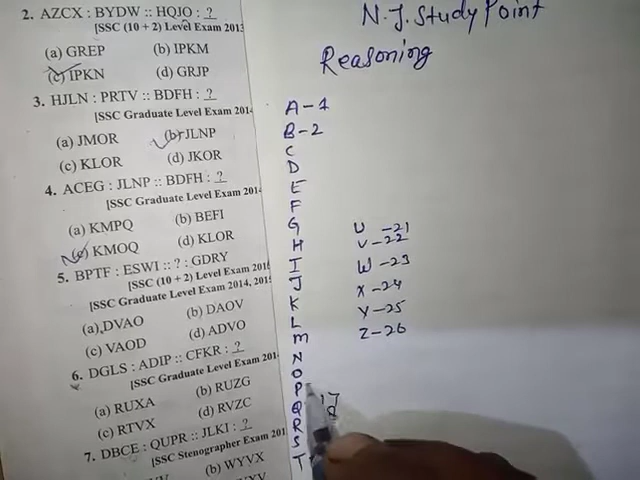 2. AZCX : BYDW :: HQJO : ?
[SSC (10 + 2) Level Exam 2013
(a) GREP (b) IPKM
(c) IPKN (d) GRJP
3. HJLN : PRTV :: BDFH : ?
[SSC Graduate Level Exam 2014
(a) JMOR (b) JLNP
(c) KLOR (d) JKOR
4. ACEG : JLNP :: BDFH : ?
[SSC Graduate Level Exam 2014
(a) KMPQ (b) BEFI
(c) KMOQ (d) KLOR
5. BPTF : ESWI :: ? : GDRY
[SSC (10 + 2) Level Exam 2016
[SSC Graduate Level Exam 2014, 2015
(a) DVAO (b) DAOV
(c) VAOD (d) ADVO
6. DGLS : ADIP :: CFKR : ?
[SSC Graduate Level Exam 201
(a) RUXA (b) RUZG
(c) RTVX (d) RVZC
7. DBCE : QUPR :: JLKI : ?
[SSC Stenographer Exam 201
(b) WYVX
N.J. Study Point
Reasoning
A - 1
B - 2
C
D
E
F
G
H
I
J
K
L
M
N
O
P
Q 17
R
S
T
U - 21
V - 22
W - 23
X - 24
Y - 25
Z - 26